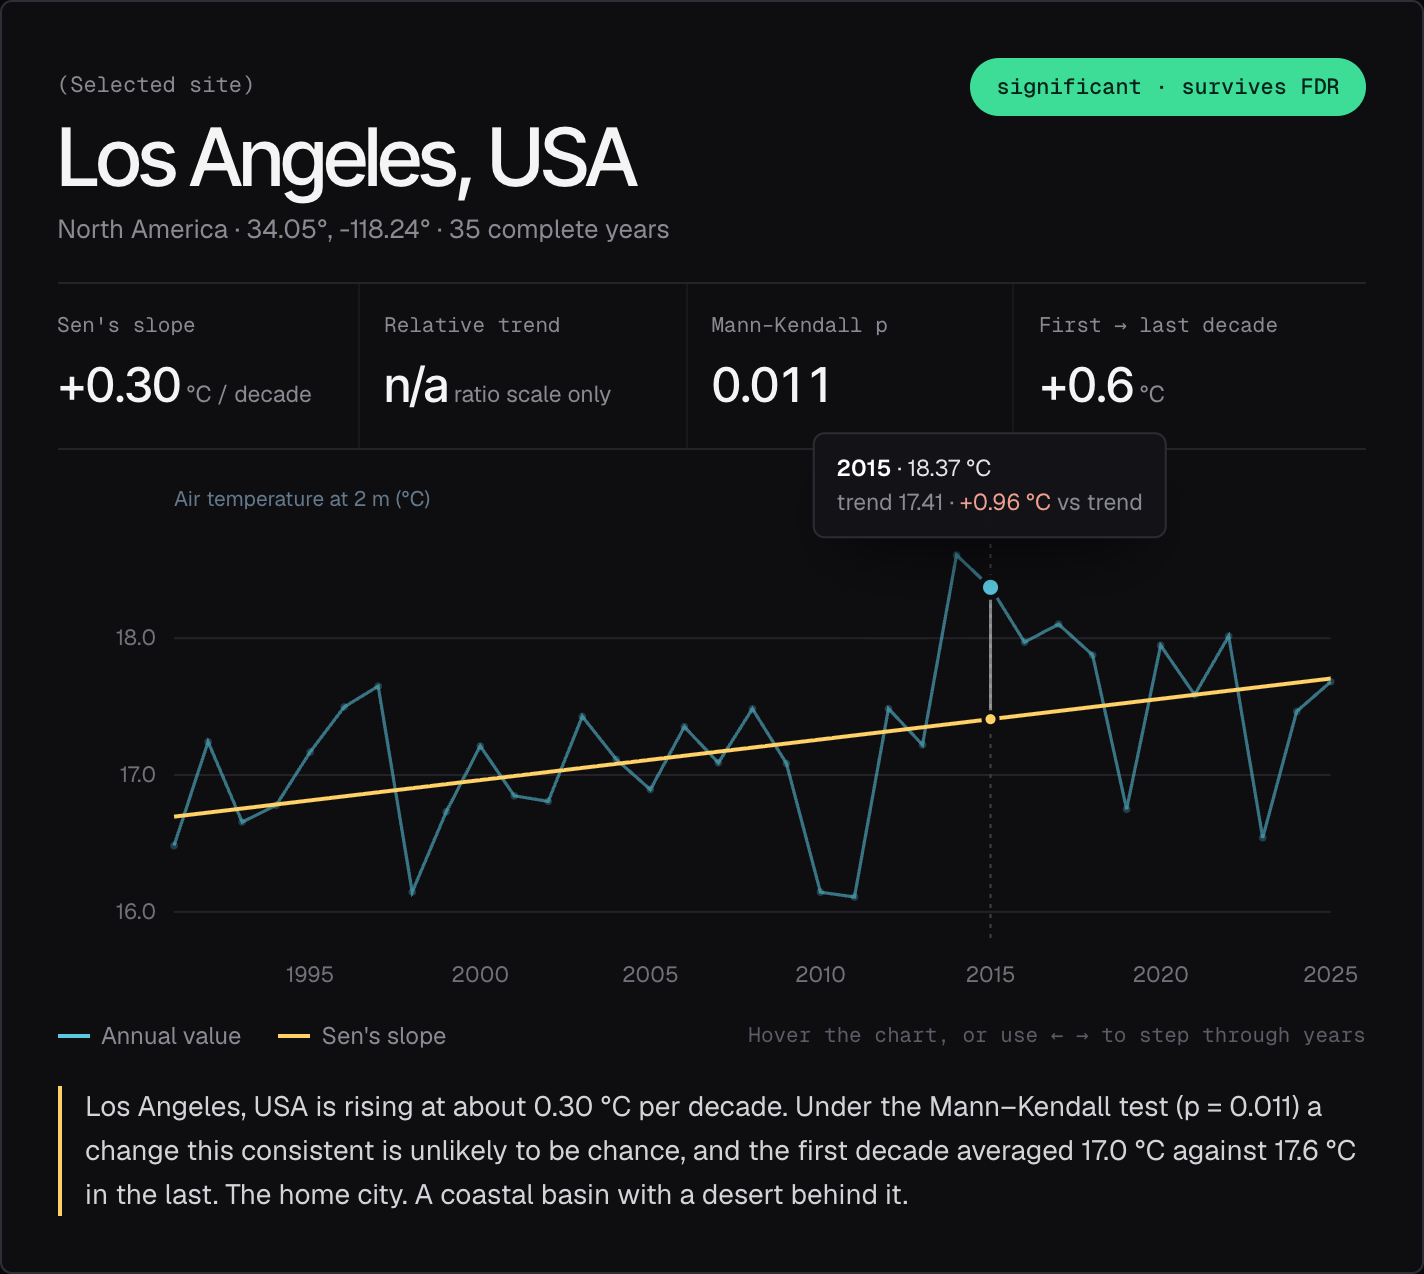 (Selected site)
significant · survives FDR
Los Angeles, USA
North America · 34.05°, -118.24° · 35 complete years
Sen's slope
+0.30 °C / decade
Relative trend
n/a ratio scale only
Mann–Kendall p
0.011
First → last decade
+0.6 °C
2015 · 18.37 °C
trend 17.41 · +0.96 °C vs trend
Air temperature at 2 m (°C)
18.0
17.0
16.0
1995 2000 2005 2010 2015 2020 2025
Annual value
Sen's slope
Hover the chart, or use ← → to step through years
Los Angeles, USA is rising at about 0.30 °C per decade. Under the Mann–Kendall test (p = 0.011) a
change this consistent is unlikely to be chance, and the first decade averaged 17.0 °C against 17.6 °C
in the last. The home city. A coastal basin with a desert behind it.